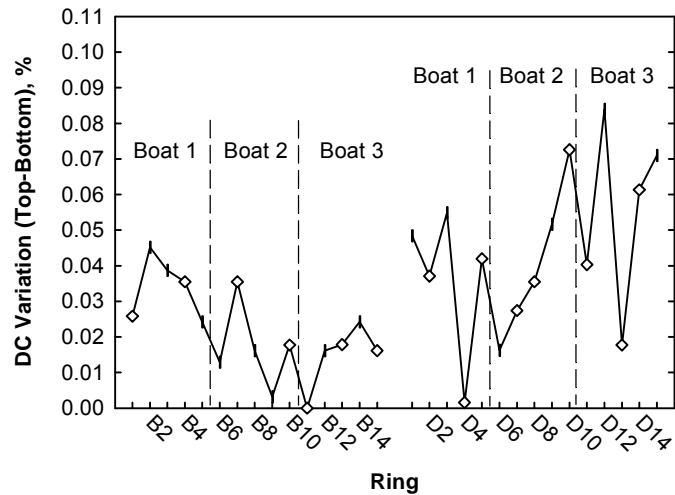 DC Variation (Top-Bottom), %
0.11
0.10
0.09
0.08
0.07
0.06
0.05
0.04
0.03
0.02
0.01
0.00
Boat 1
Boat 2
Boat 3
Boat 1
Boat 2
Boat 3
B2
B4
B6
B8
B10
B12
B14
D2
D4
D6
D8
D10
D12
D14
Ring